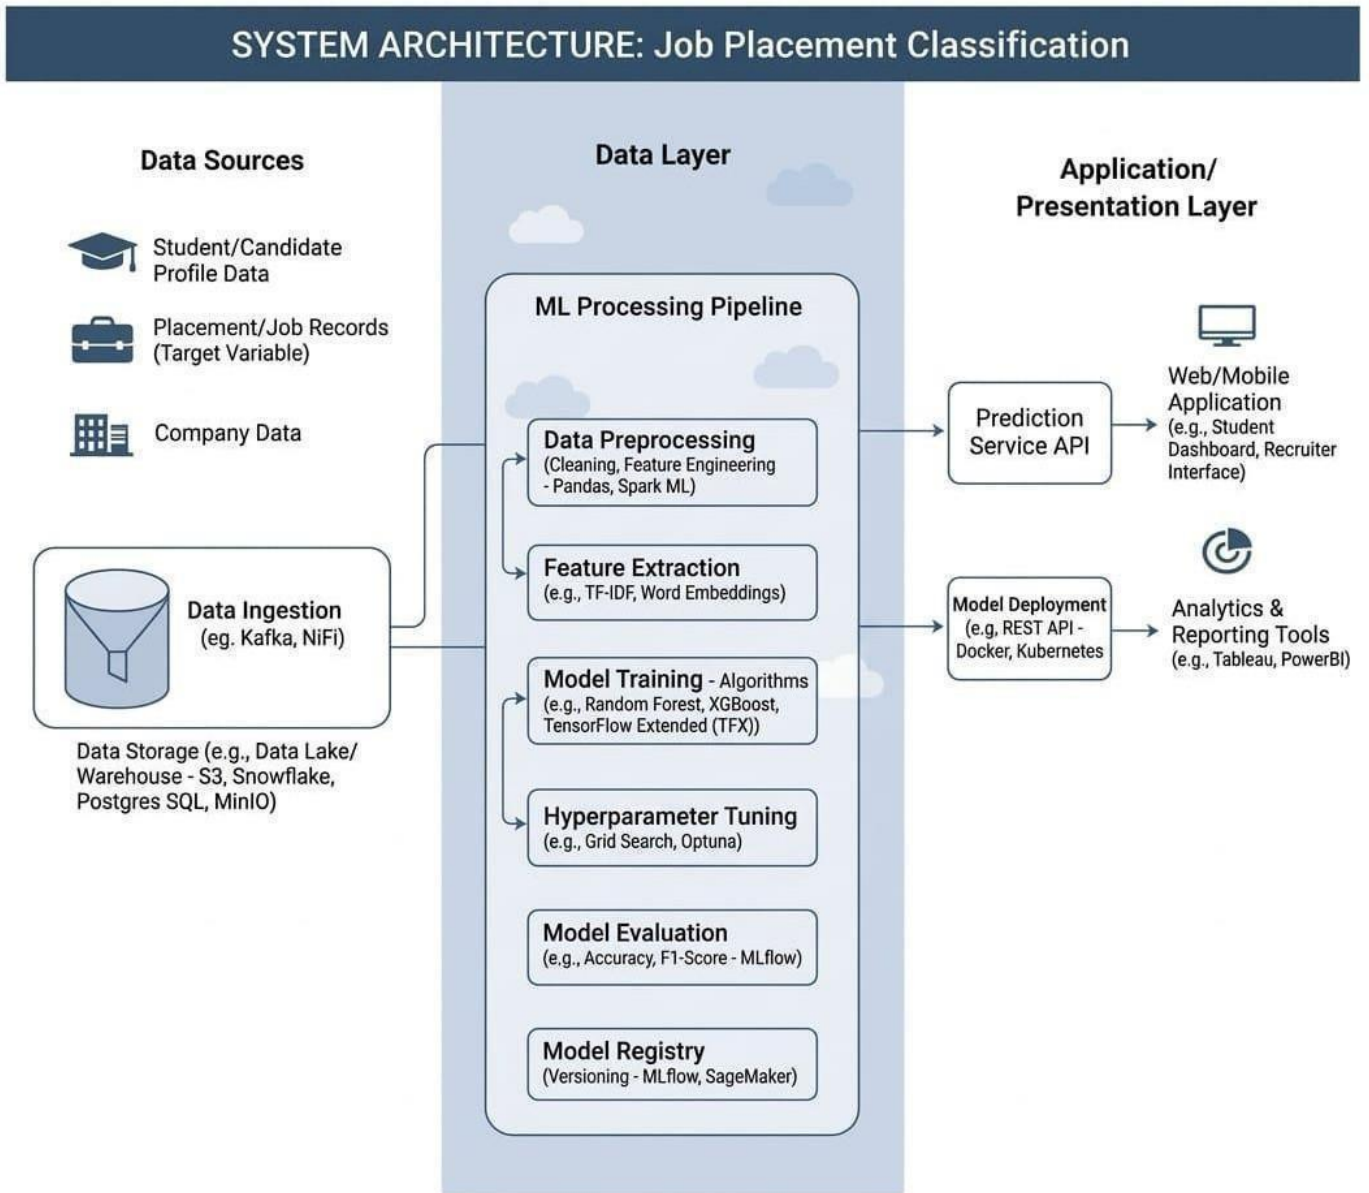 SYSTEM ARCHITECTURE: Job Placement Classification
Data Sources
Student/Candidate
Profile Data
Placement/Job Records
(Target Variable)
Company Data
Data Ingestion
(eg. Kafka, NiFi)
Data Storage (e.g., Data Lake/
Warehouse - S3, Snowflake,
Postgres SQL, MinIO)
Data Layer
ML Processing Pipeline
Data Preprocessing
(Cleaning, Feature Engineering
- Pandas, Spark ML)
Feature Extraction
(e.g., TF-IDF, Word Embeddings)
Model Training - Algorithms
(e.g., Random Forest, XGBoost,
TensorFlow Extended (TFX))
Hyperparameter Tuning
(e.g., Grid Search, Optuna)
Model Evaluation
(e.g., Accuracy, F1-Score - MLflow)
Model Registry
(Versioning - MLflow, SageMaker)
Application/
Presentation Layer
Prediction
Service API
Web/Mobile
Application
(e.g., Student
Dashboard, Recruiter
Interface)
Model Deployment
(e.g, REST API -
Docker, Kubernetes
Analytics &
Reporting Tools
(e.g., Tableau, PowerBI)